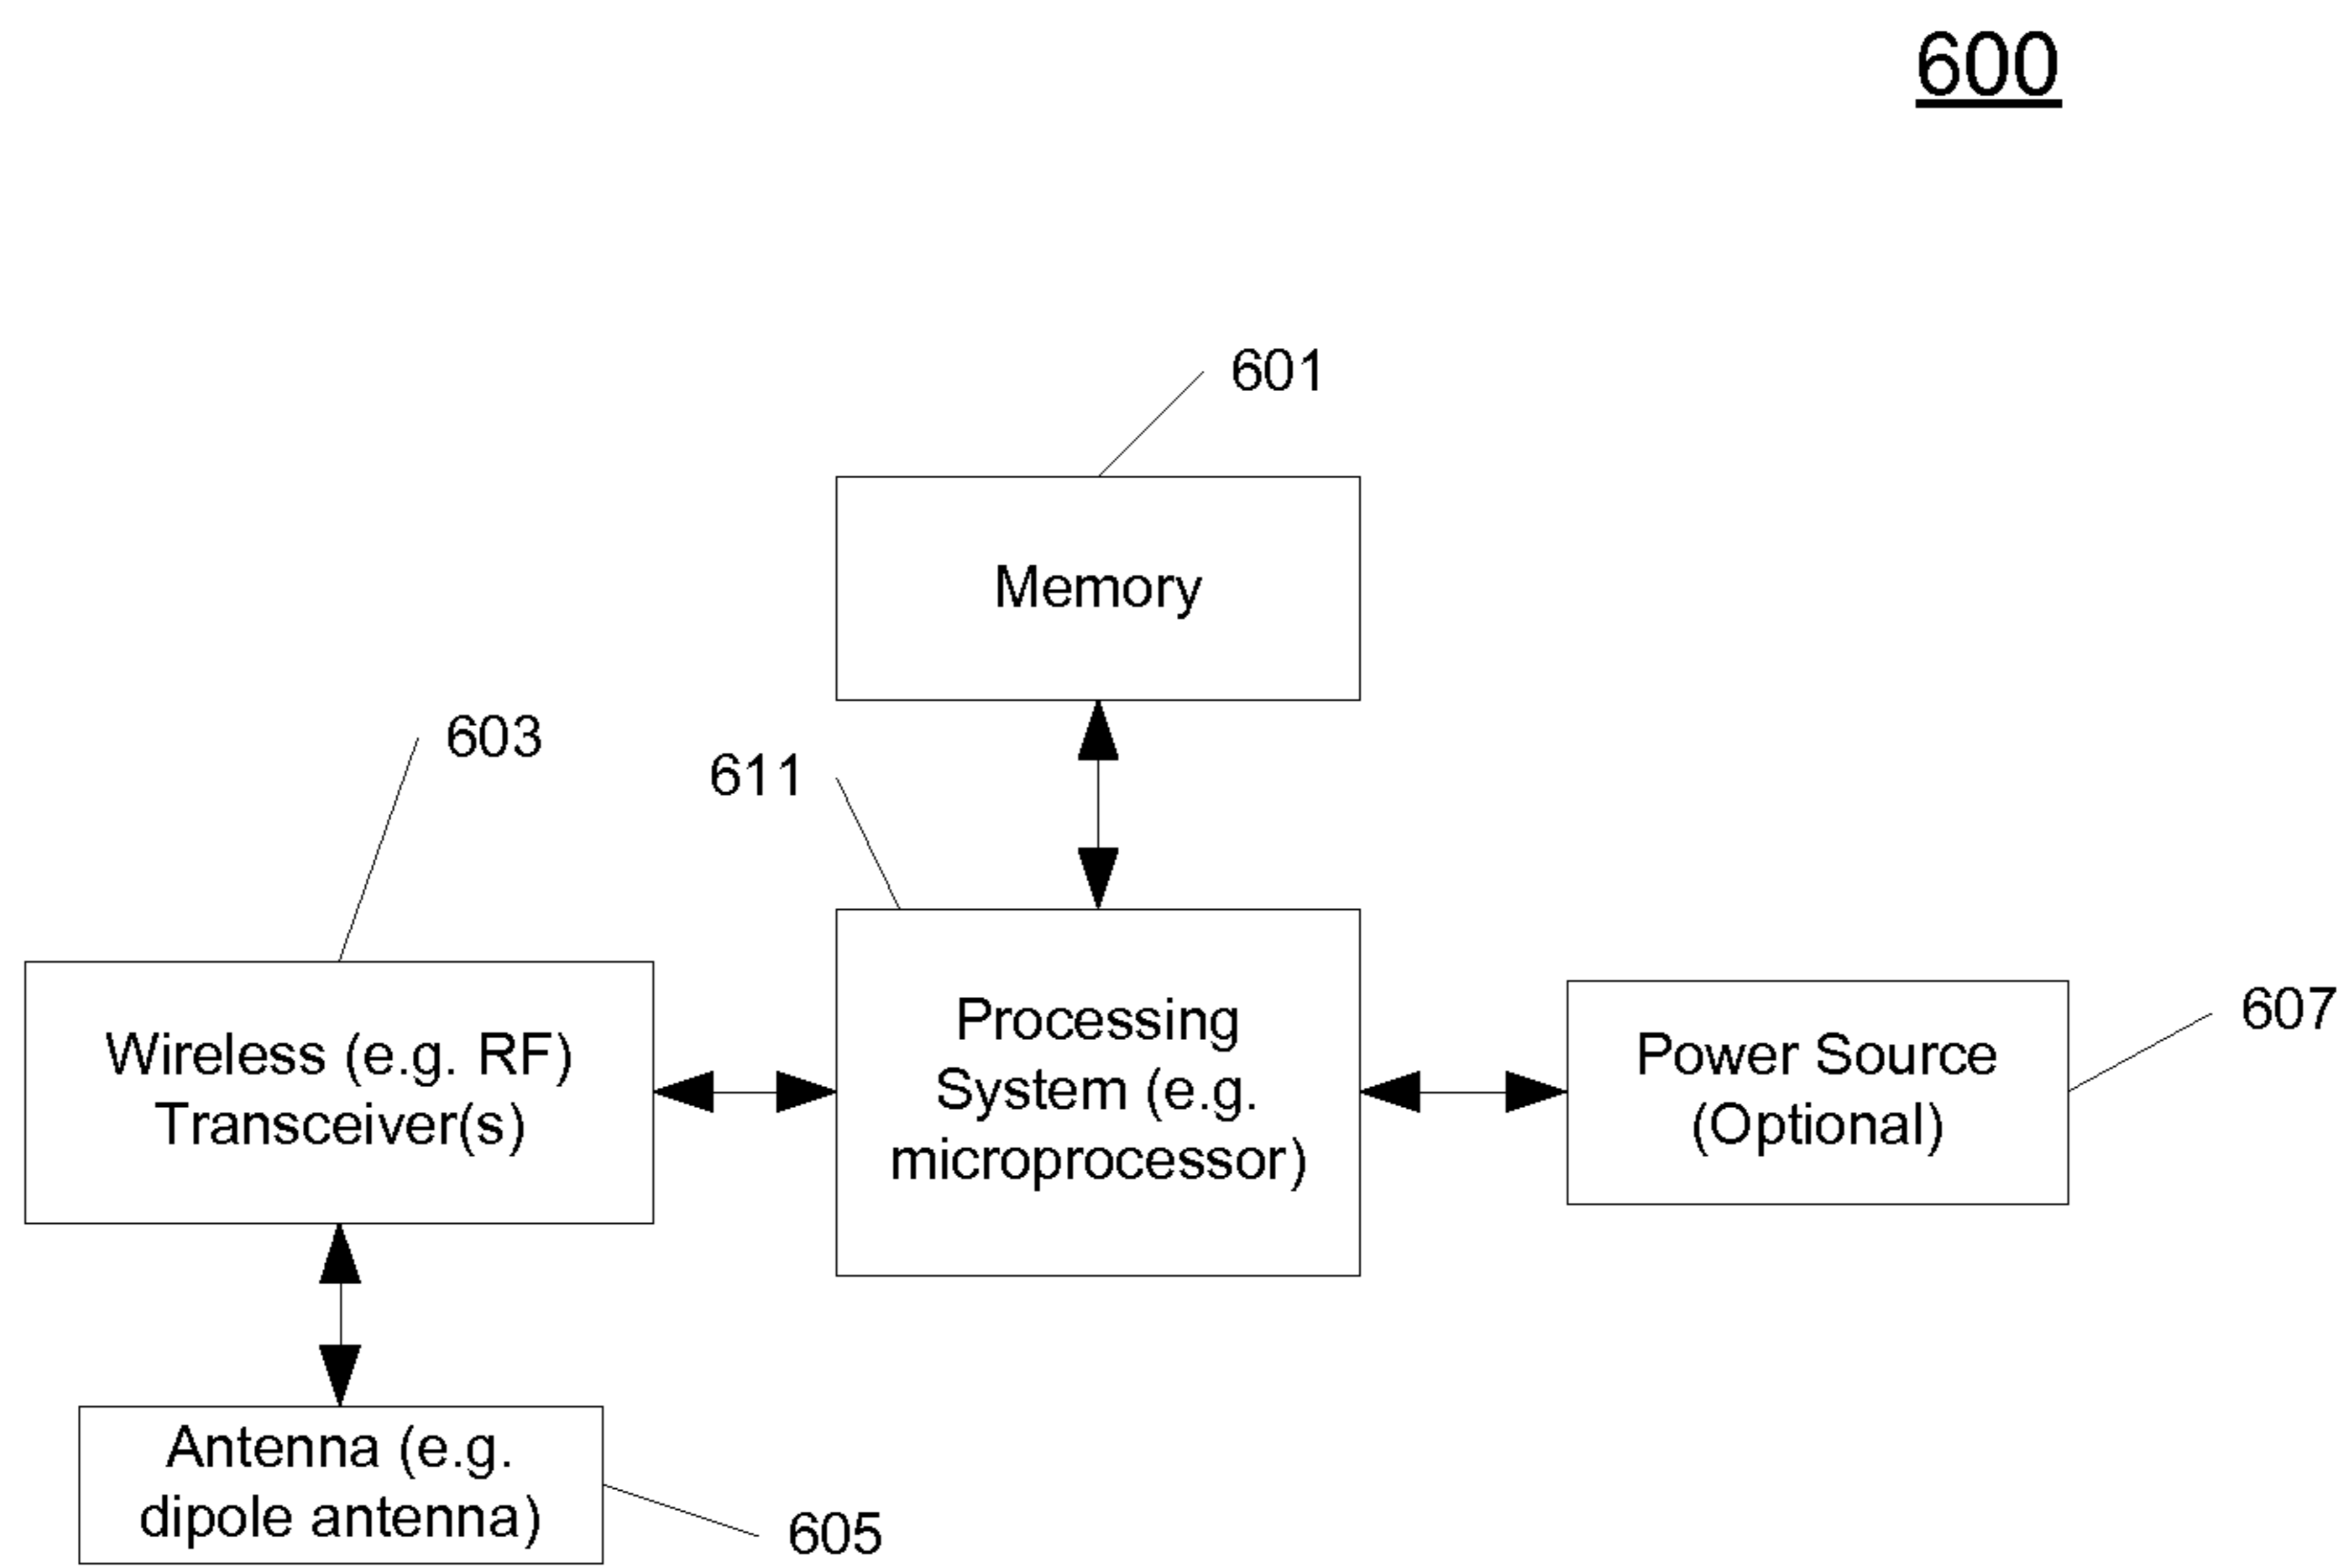 600
601
Memory
603
611
Wireless (e.g. RF)
Transceiver(s)
Processing
System (e.g.
microprocessor)
Power Source
(Optional)
607
Antenna (e.g.
dipole antenna)
605